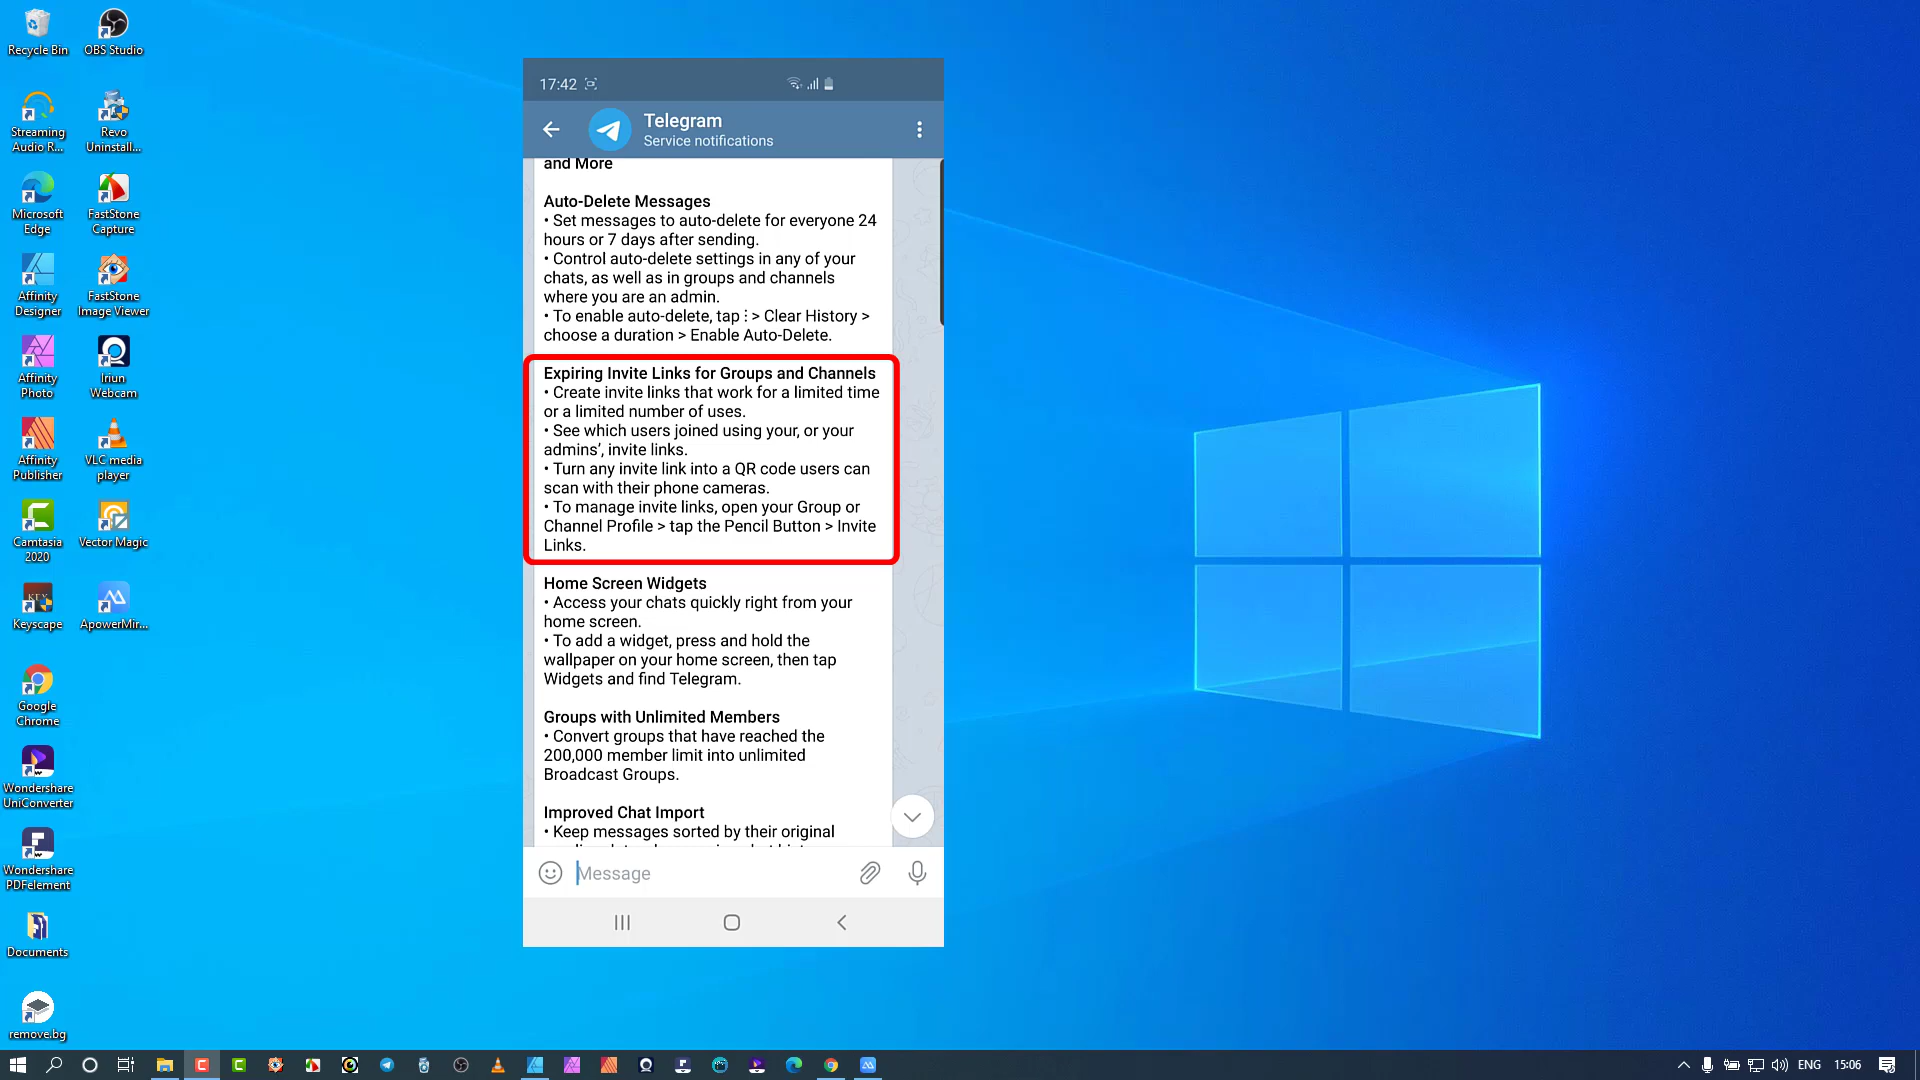 Recycle Bin
OBS Studio
Streaming
Audio R...
Revo
Uninstall...
Microsoft
Edge
FastStone
Capture
Affinity
Designer
FastStone
Image Viewer
Affinity
Photo
Iriun
Webcam
Affinity
Publisher
VLC media
player
Camtasia
2020
Vector Magic
Keyscape
ApowerMir...
Google
Chrome
Wondershare
UniConverter
Wondershare
PDFelement
Documents
remove.bg
17:42
Telegram
Service notifications
and More
Auto-Delete Messages
• Set messages to auto-delete for everyone 24
hours or 7 days after sending.
• Control auto-delete settings in any of your
chats, as well as in groups and channels
where you are an admin.
• To enable auto-delete, tap ⋮ > Clear History >
choose a duration > Enable Auto-Delete.
Expiring Invite Links for Groups and Channels
• Create invite links that work for a limited time
or a limited number of uses.
• See which users joined using your, or your
admins’, invite links.
• Turn any invite link into a QR code users can
scan with their phone cameras.
• To manage invite links, open your Group or
Channel Profile > tap the Pencil Button > Invite
Links.
Home Screen Widgets
• Access your chats quickly right from your
home screen.
• To add a widget, press and hold the
wallpaper on your home screen, then tap
Widgets and find Telegram.
Groups with Unlimited Members
• Convert groups that have reached the
200,000 member limit into unlimited
Broadcast Groups.
Improved Chat Import
• Keep messages sorted by their original
Message
ENG
15:06